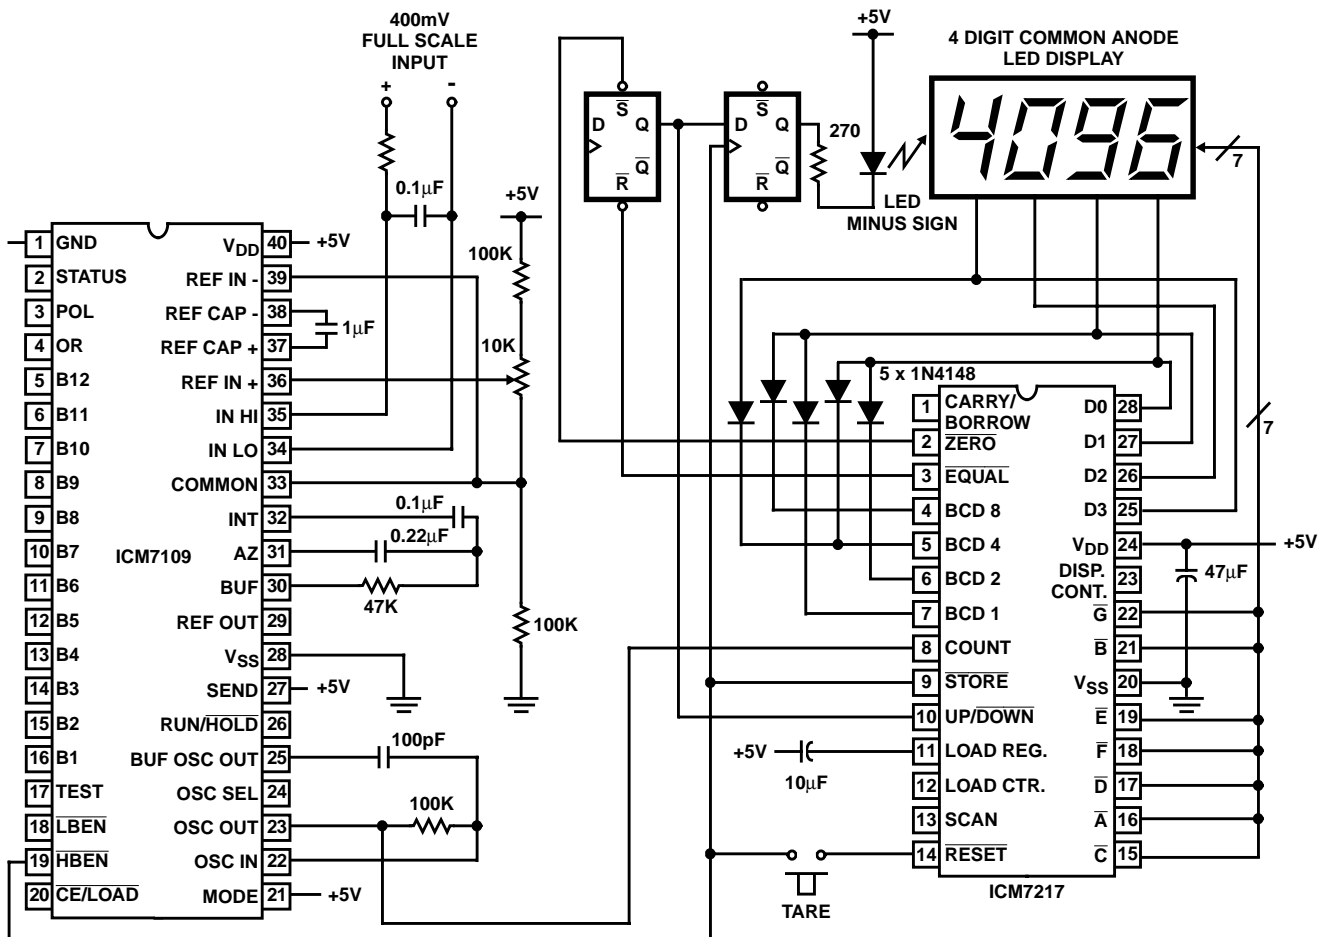 400mV
FULL SCALE
INPUT
+
-
0.1µF
+5V
100K
10K
1µF
0.1µF
0.22µF
47K
100K
+5V
+5V
100pF
100K
+5V
1 GND
2 STATUS
3 POL
4 OR
5 B12
6 B11
7 B10
8 B9
9 B8
10 B7
11 B6
12 B5
13 B4
14 B3
15 B2
16 B1
17 TEST
18 LBEN
19 HBEN
20 CE/LOAD
ICM7109
VDD 40
REF IN - 39
REF CAP - 38
REF CAP + 37
REF IN + 36
IN HI 35
IN LO 34
COMMON 33
INT 32
AZ 31
BUF 30
REF OUT 29
VSS 28
SEND 27
RUN/HOLD 26
BUF OSC OUT 25
OSC SEL 24
OSC OUT 23
OSC IN 22
MODE 21
S
D Q
Q
R
S
D Q
Q
R
270
+5V
LED
MINUS SIGN
4 DIGIT COMMON ANODE
LED DISPLAY
4096
7
7
5 x 1N4148
1 CARRY/
BORROW
2 ZERO
3 EQUAL
4 BCD 8
5 BCD 4
6 BCD 2
7 BCD 1
8 COUNT
9 STORE
10 UP/DOWN
11 LOAD REG.
12 LOAD CTR.
13 SCAN
14 RESET
D0 28
D1 27
D2 26
D3 25
VDD 24
DISP.
CONT. 23
G 22
B 21
VSS 20
E 19
F 18
D 17
A 16
C 15
ICM7217
+5V
47µF
+5V
10µF
TARE